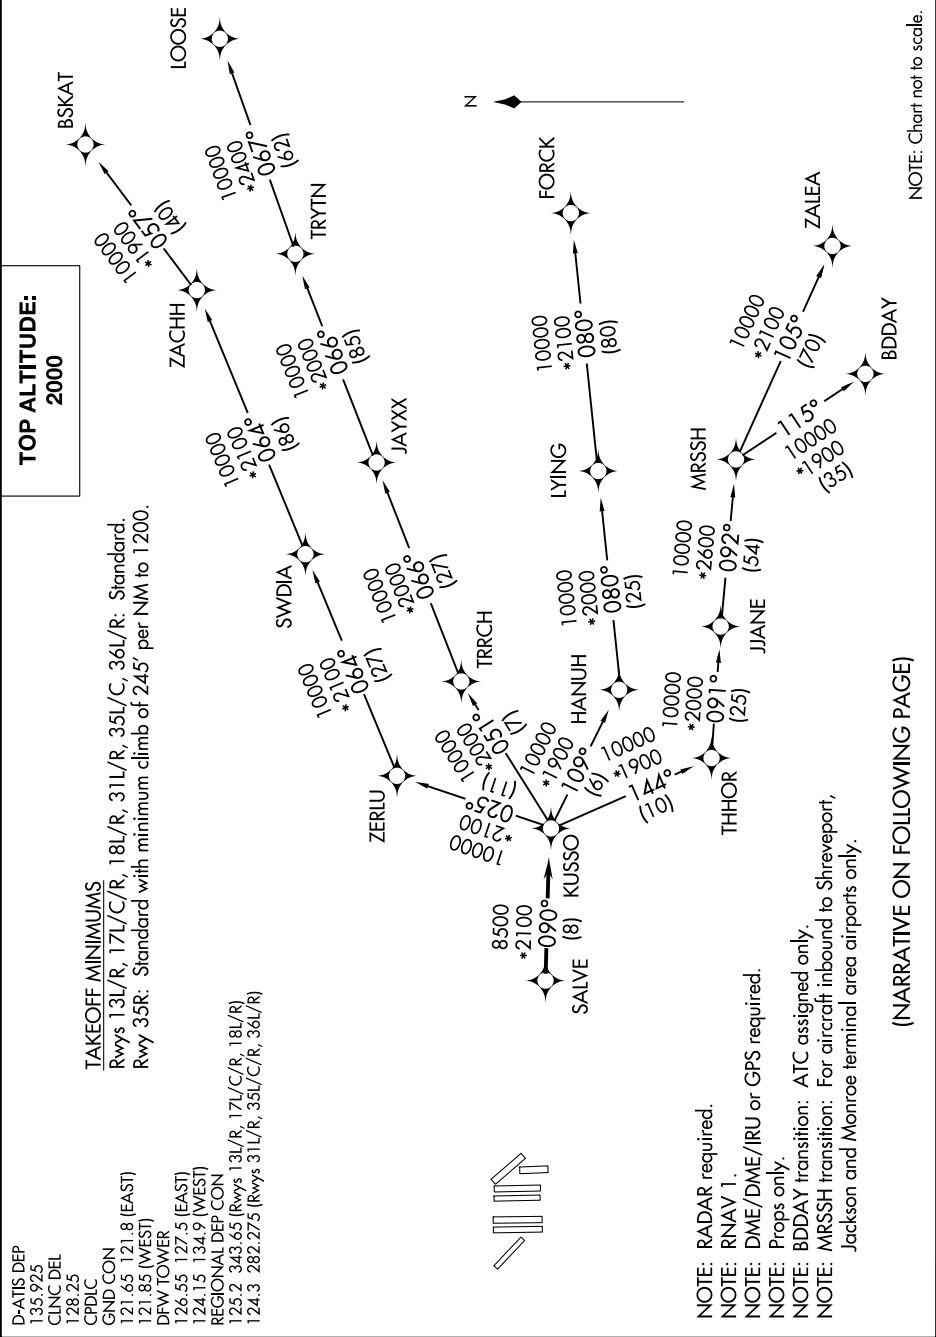 D-ATIS DEP
135.925
CLNC DEL
128.25
CPDLC
GND CON
121.65 121.8 (EAST)
121.85 (WEST)
DFW TOWER
126.55 127.5 (EAST)
124.15 134.9 (WEST)
REGIONAL DEP CON
125.2 343.65 (Rwys 13L/R, 17L/C/R, 18L/R)
124.3 282.275 (Rwys 31L/R, 35L/C/R, 36L/R)
TAKEOFF MINIMUMS
Rwys 13L/R, 17L/C/R, 18L/R, 31L/R, 35L/C, 36L/R: Standard.
Rwy 35R: Standard with minimum climb of 245' per NM to 1200.
TOP ALTITUDE:
2000
BSKAT
10000
*1900
057°
(40)
ZACHH
10000
*2100
064°
(86)
SWDIA
10000
*2100
064°
(27)
ZERLU
10000
*2100
025°
(11)
LOOSE
10000
*2400
067°
(62)
TRYTN
10000
*2000
066°
(85)
JAYXX
10000
*2000
066°
(27)
TRRCH
10000
*2000
051°
(7)
N
FORCK
10000
*2100
080°
(80)
LYING
10000
*2000
080°
(25)
HANUH
10000
*1900
109°
(6)
8500
*2100
090°
(8)
SALVE
KUSSO
10000
*1900
144°
(10)
THHOR
10000
*2000
091°
(25)
JJANE
10000
*2600
092°
(54)
MRSSH
10000
*2100
105°
(70)
ZALEA
115°
10000
*1900
(35)
BDDAY
NOTE: RADAR required.
NOTE: RNAV 1.
NOTE: DME/DME/IRU or GPS required.
NOTE: Props only.
NOTE: BDDAY transition: ATC assigned only.
NOTE: MRSSH transition: For aircraft inbound to Shreveport,
Jackson and Monroe terminal area airports only.
(NARRATIVE ON FOLLOWING PAGE)
NOTE: Chart not to scale.